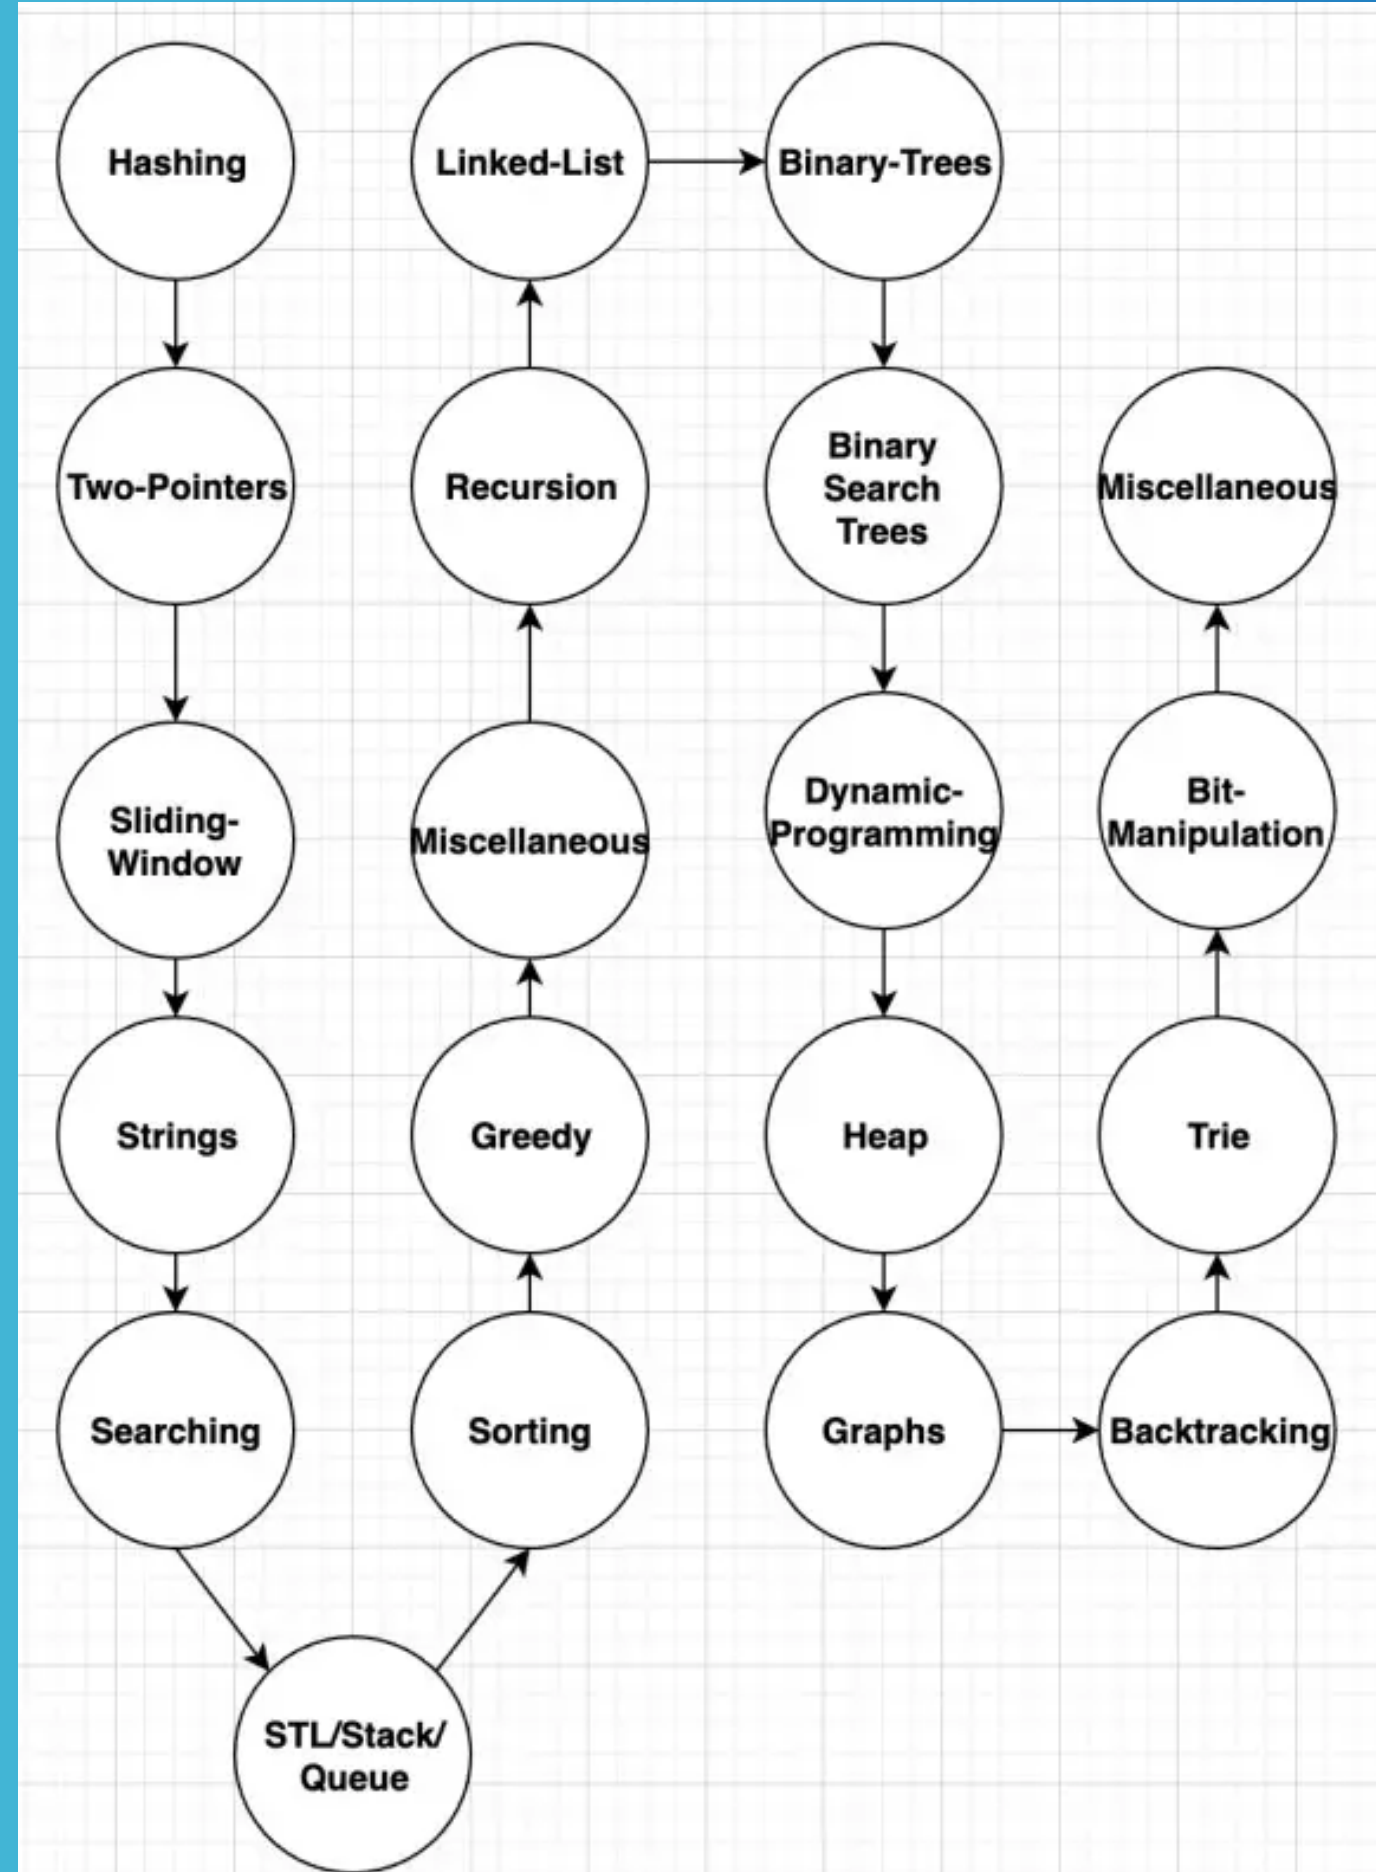 Hashing
Two-Pointers
Sliding-
Window
Strings
Searching
STL/Stack/
Queue
Sorting
Greedy
Miscellaneous
Recursion
Linked-List
Binary-Trees
Binary
Search
Trees
Dynamic-
Programming
Heap
Graphs
Backtracking
Trie
Bit-
Manipulation
Miscellaneous